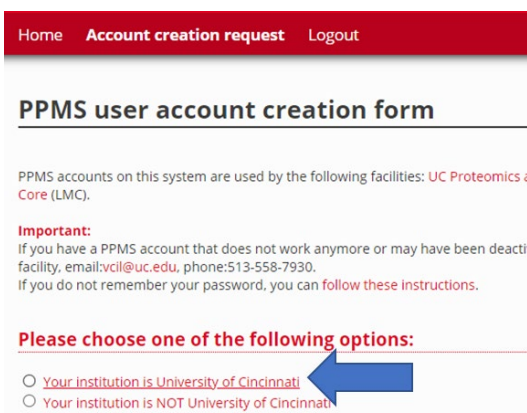 Home Account creation request Logout
PPMS user account creation form
PPMS accounts on this system are used by the following facilities: UC Proteomics
Core (LMC).
Important:
If you have a PPMS account that does not work anymore or may have been
facility, email:vcil@uc.edu, phone:513-558-7930.
If you do not remember your password, you can follow these instructions.
Please choose one of the following options:
Your institution is University of Cincinnati
Your institution is NOT University of Cincinnati